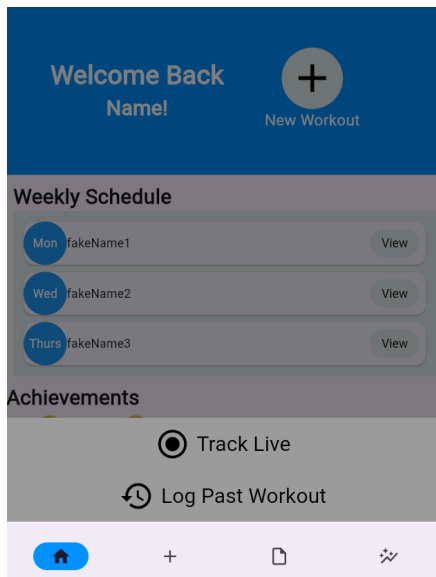 Welcome Back
Name!
New Workout
Weekly Schedule
Mon fakeName1 View
Wed fakeName2 View
Thurs fakeName3 View
Achievements
Track Live
Log Past Workout